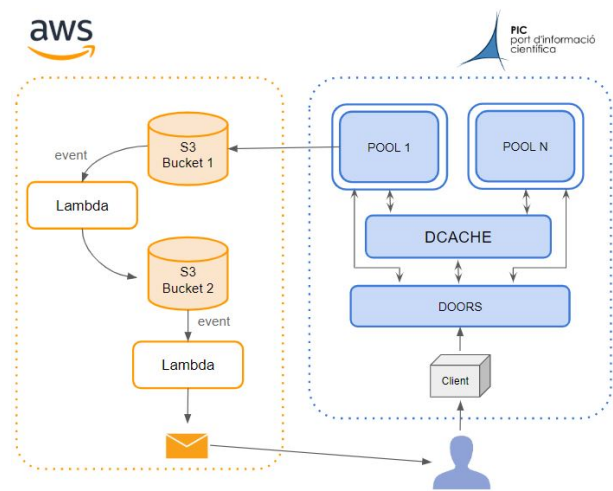 aws
PIC
port d'informació
científica
S3
Bucket 1
event
Lambda
S3
Bucket 2
event
Lambda
POOL 1
POOL N
DCACHE
DOORS
Client